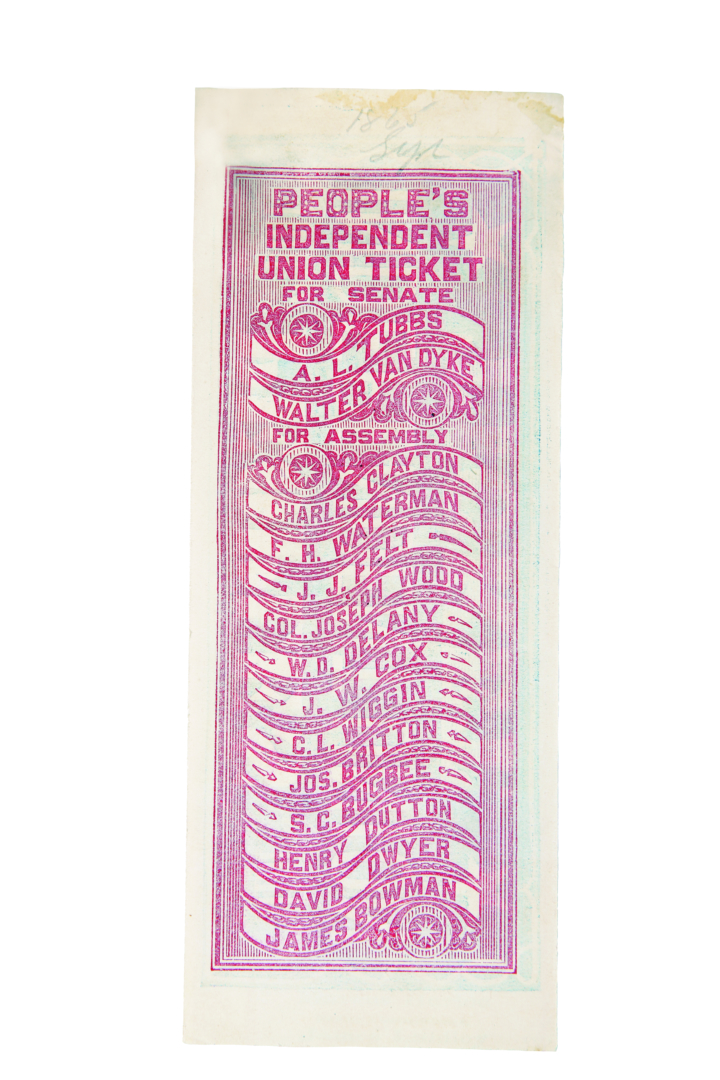 1865
Sept
PEOPLE'S
INDEPENDENT
UNION TICKET
FOR SENATE
A. L. TUBBS
WALTER VAN DYKE
FOR ASSEMBLY
CHARLES CLAYTON
F. H. WATERMAN
J. J. FELT
COL. JOSEPH WOOD
W. D. DELANY
J. W. COX
C. L. WIGGIN
JOS. BRITTON
S. C. BUGBEE
HENRY DUTTON
DAVID DWYER
JAMES BOWMAN